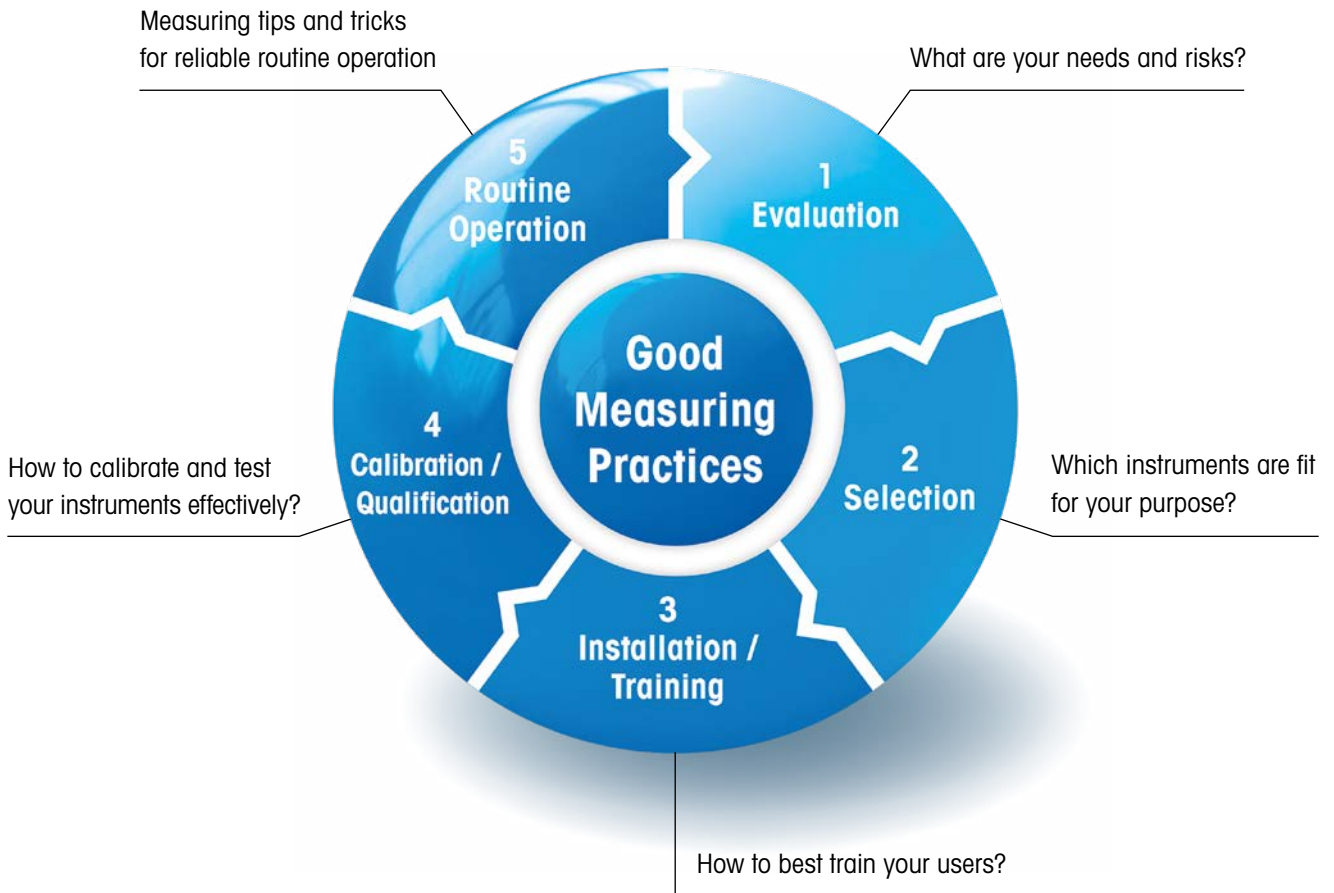 Measuring tips and tricks
for reliable routine operation
What are your needs and risks?
5
Routine
Operation
1
Evaluation
Good
Measuring
Practices
4
Calibration /
Qualification
2
Selection
How to calibrate and test
your instruments effectively?
Which instruments are fit
for your purpose?
3
Installation /
Training
How to best train your users?